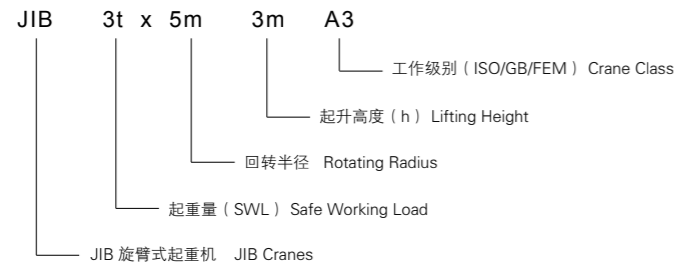 JIB 3t x 5m 3m A3
工作级别（ISO/GB/FEM） Crane Class
起升高度（h） Lifting Height
回转半径 Rotating Radius
起重量（SWL） Safe Working Load
JIB 旋臂式起重机 JIB Cranes